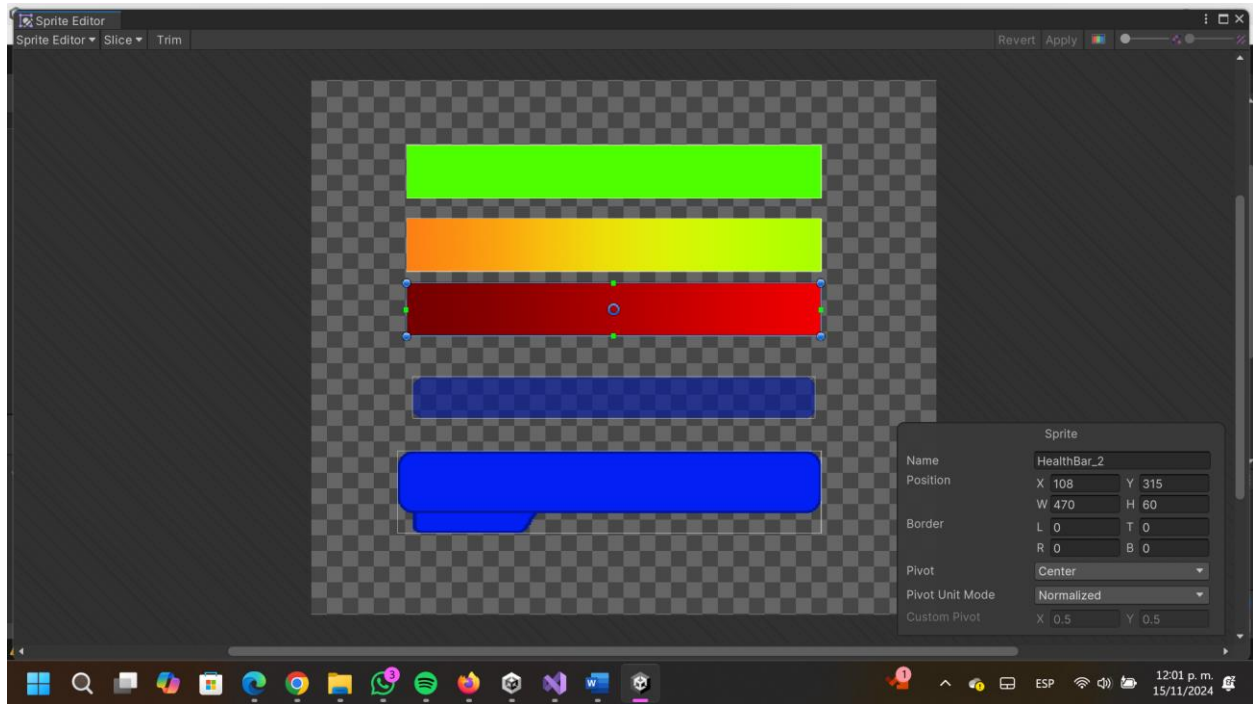 Sprite Editor
Sprite Editor Slice Trim Revert Apply
Sprite
Name HealthBar_2
Position X 108 Y 315
W 470 H 60
Border L 0 T 0
R 0 B 0
Pivot Center
Pivot Unit Mode Normalized
Custom Pivot X 0.5 Y 0.5
3 W 1 ESP 12:01 p. m.
15/11/2024